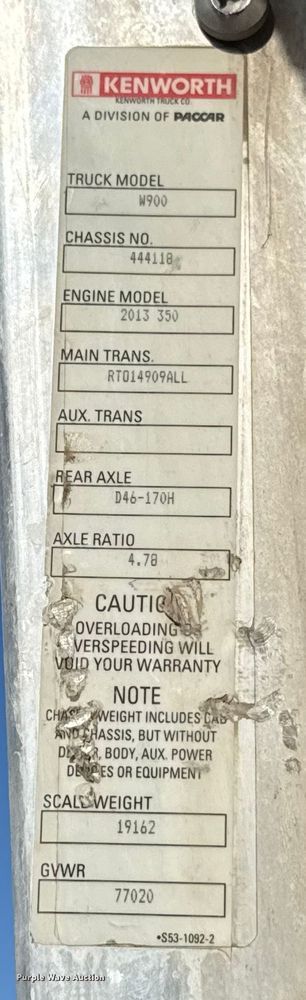 KENWORTH
KENWORTH TRUCK CO.
A DIVISION OF PACCAR
TRUCK MODEL
W900
CHASSIS NO.
444118
ENGINE MODEL
2013 350
MAIN TRANS.
RTO14909ALL
AUX. TRANS
REAR AXLE
D46-170H
AXLE RATIO
4.78
OVERLOADING
WILL
VOID YOUR WARRANTY
NOTE
WEIGHT INCLUDES CAB
AND CHASSIS, BUT WITHOUT
BODY, AUX. POWER
OR EQUIPMENT
SCALE WEIGHT
19162
GVWR
77020
•S53-1092-2
Purple Wave Auction